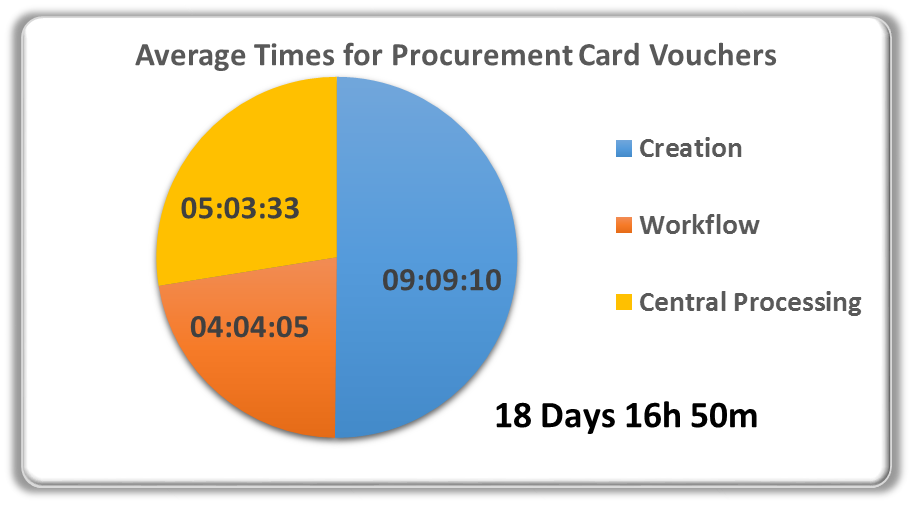 Average Times for Procurement Card Vouchers
05:03:33
09:09:10
04:04:05
Creation
Workflow
Central Processing
18 Days 16h 50m